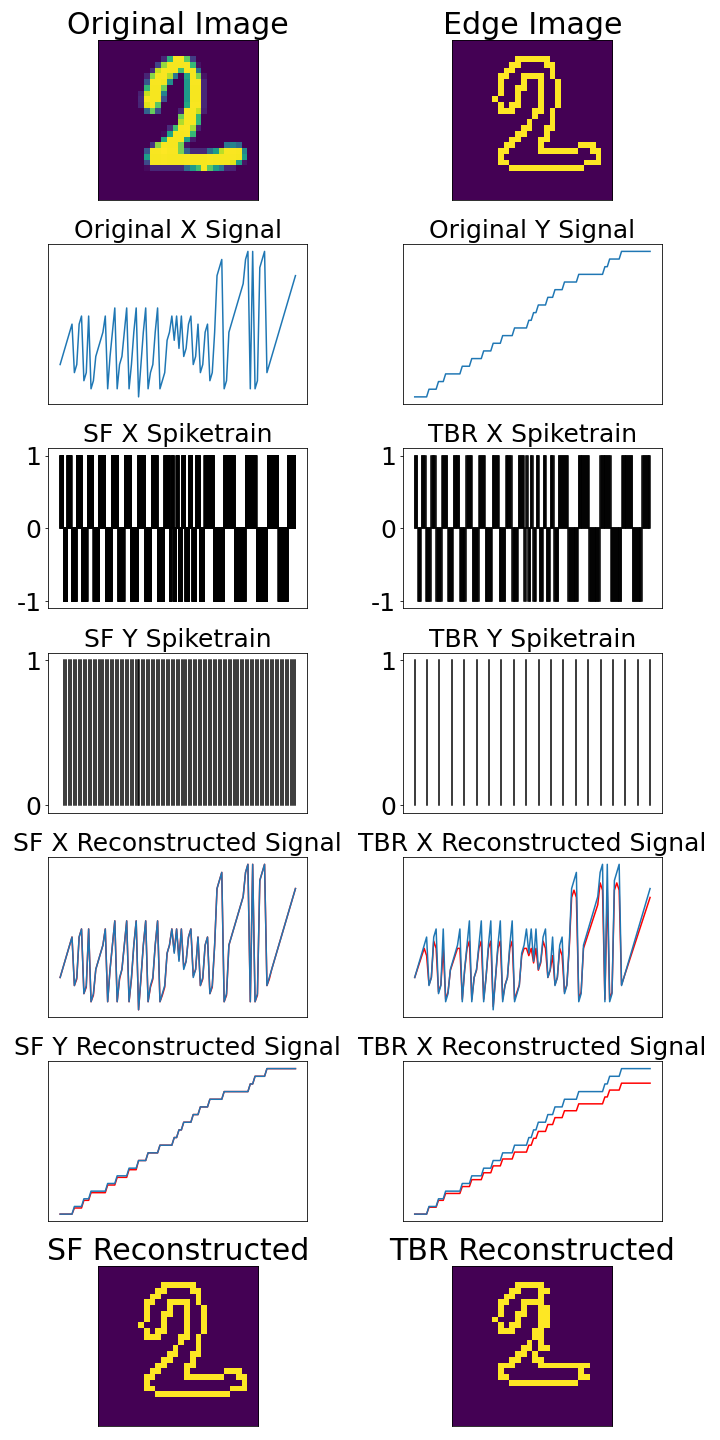 Original Image Edge Image
Original X Signal Original Y Signal
SF X Spiketrain TBR X Spiketrain
1 1
0 0
-1 -1
SF Y Spiketrain TBR Y Spiketrain
1 1
0 0
SF X Reconstructed Signal TBR X Reconstructed Signal
SF Y Reconstructed Signal TBR X Reconstructed Signal
SF Reconstructed TBR Reconstructed